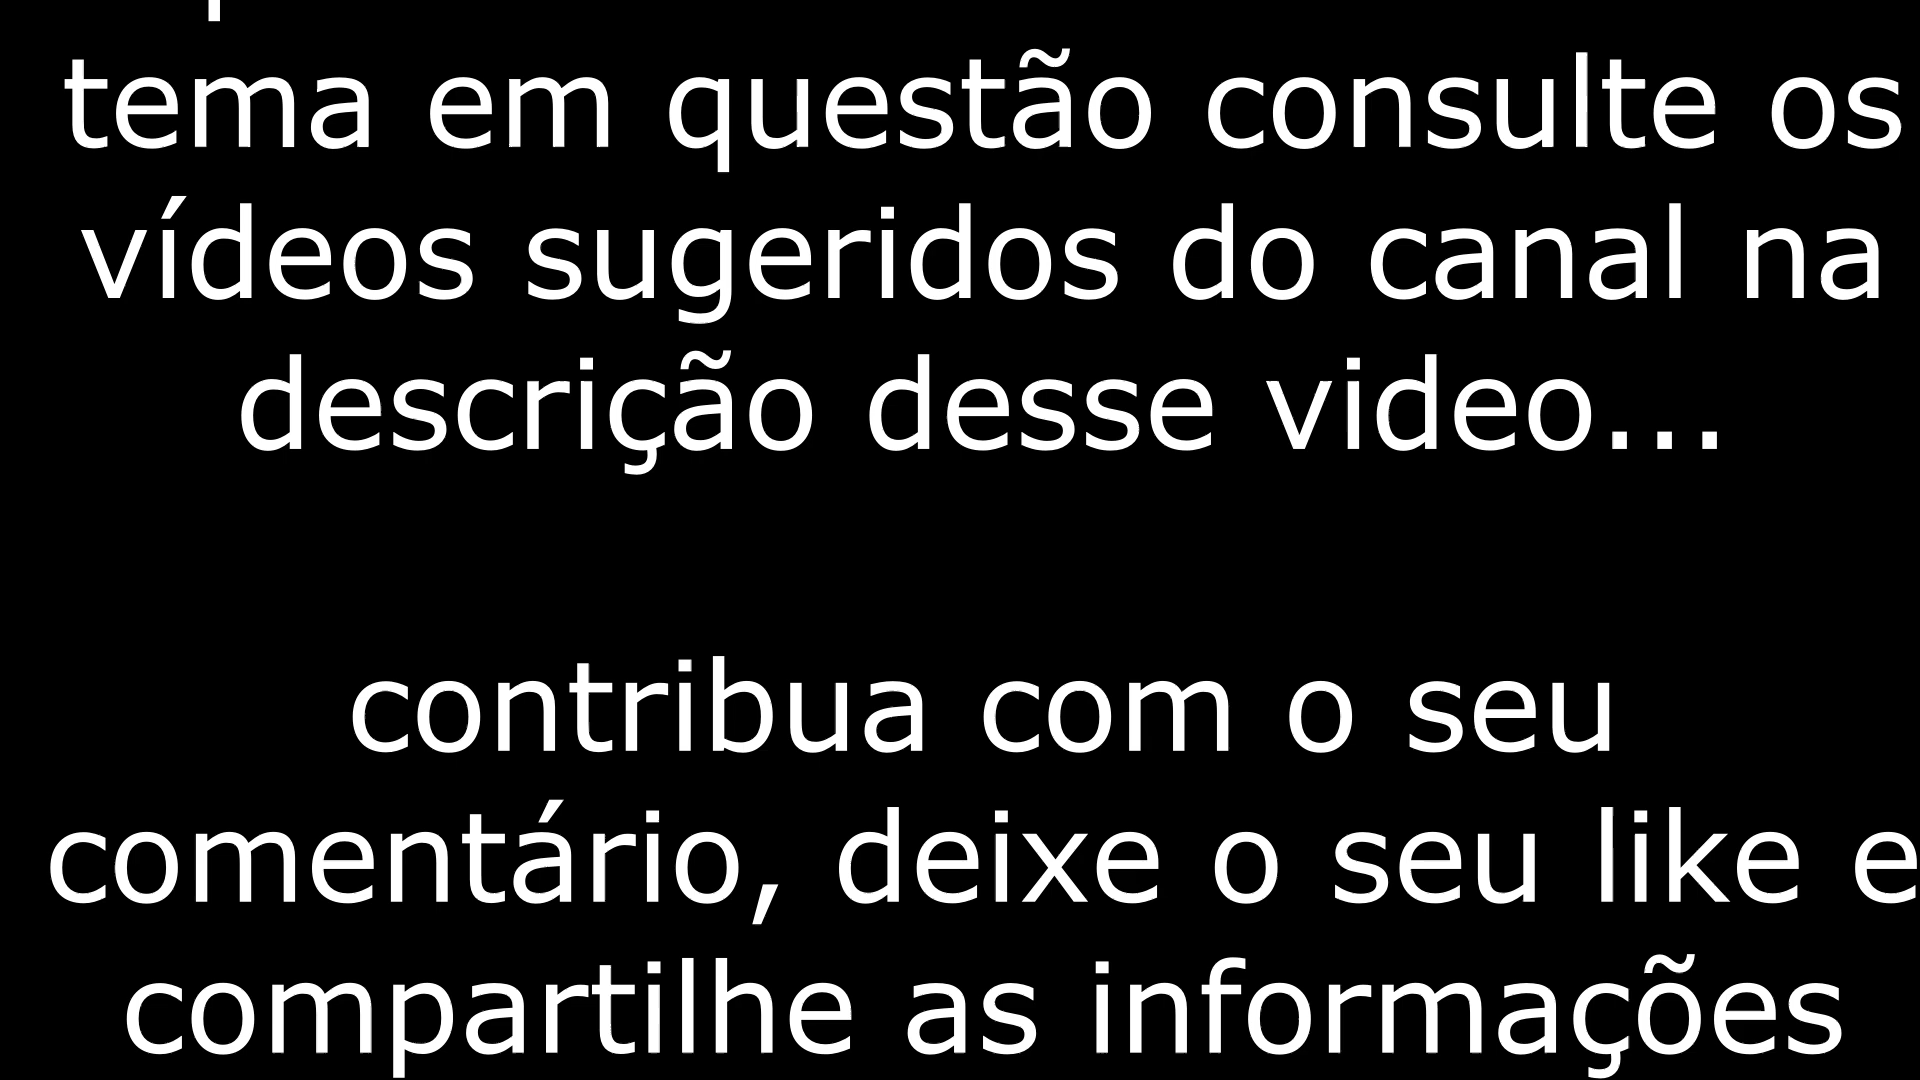 tema em questão consulte os
vídeos sugeridos do canal na
descrição desse video...
contribua com o seu
comentário, deixe o seu like e
compartilhe as informações